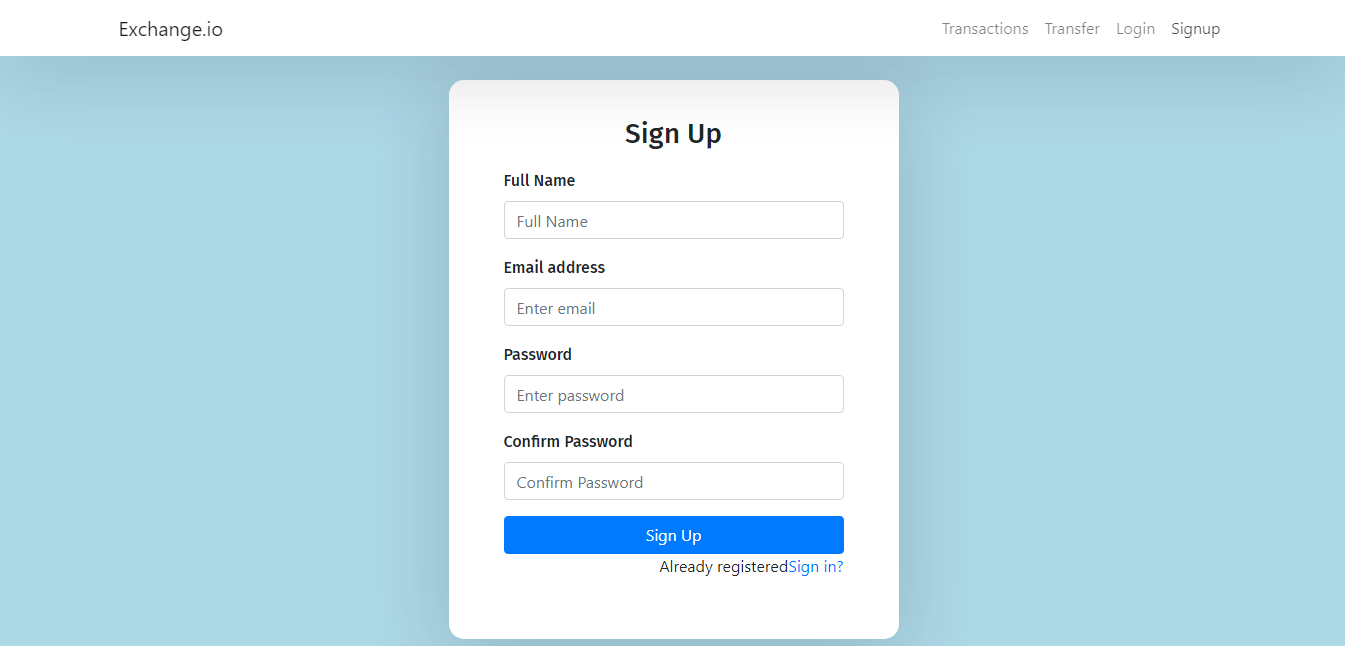 Exchange.io Transactions Transfer Login Signup
Sign Up
Full Name
Full Name
Email address
Enter email
Password
Enter password
Confirm Password
Confirm Password
Sign Up
Already registeredSign in?